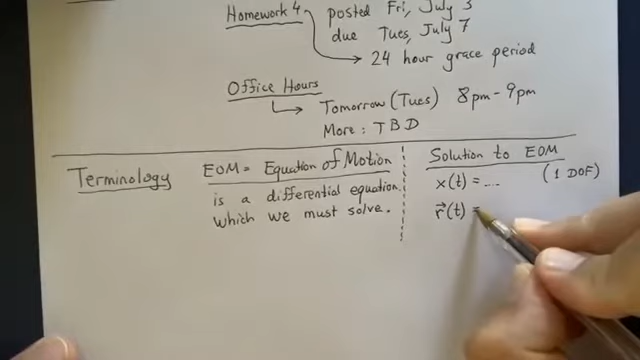 Homework 4 posted Fri, July 3
due Tues, July 7
24 hour grace period
Office Hours
Tomorrow (Tues) 8pm - 9pm
More: TBD
Terminology
EOM = Equation of Motion
is a differential equation
which we must solve.
Solution to EOM
x(t) = ... (1 DOF)
r⃗(t) =